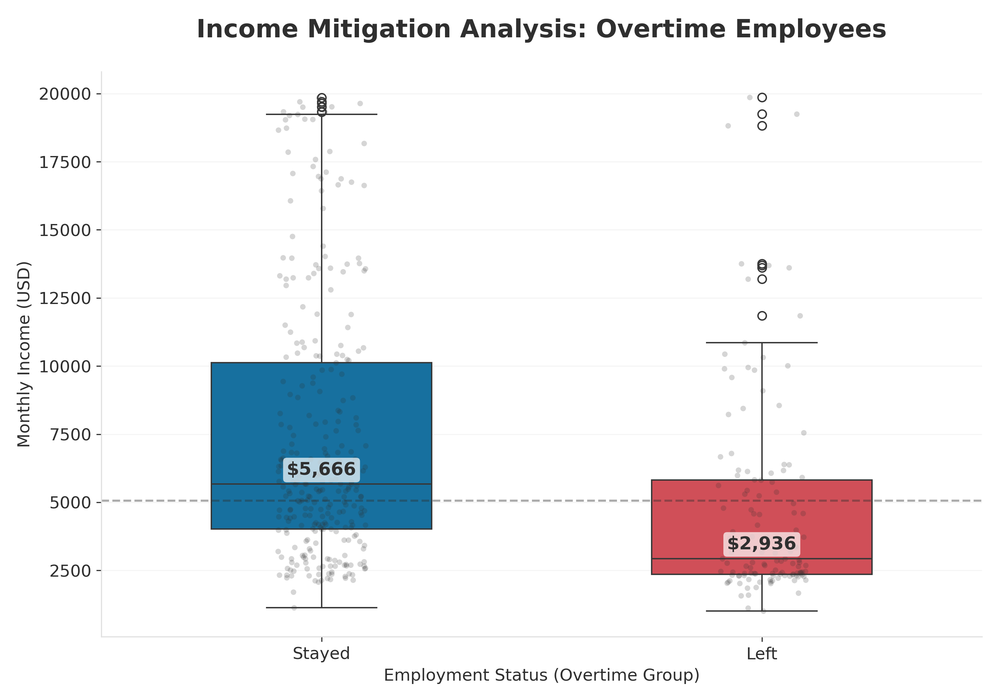 Income Mitigation Analysis: Overtime Employees
Monthly Income (USD)
20000
17500
15000
12500
10000
7500
5000
2500
$5,666
$2,936
Stayed
Left
Employment Status (Overtime Group)